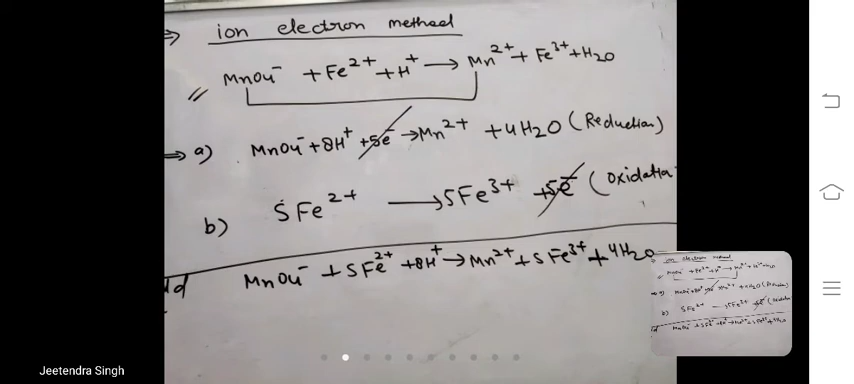 ⇒ ion electron method
MnO4⁻ + Fe²⁺ + H⁺ → Mn²⁺ + Fe³⁺ + H2O
⇒ a) MnO4⁻ + 8H⁺ + 5e⁻ → Mn²⁺ + 4H2O (Reduction)
b) 5Fe²⁺ → 5Fe³⁺ + 5e⁻ (Oxidation
MnO4⁻ + 5Fe²⁺ + 8H⁺ → Mn²⁺ + 5Fe³⁺ + 4H2O
Jeetendra Singh